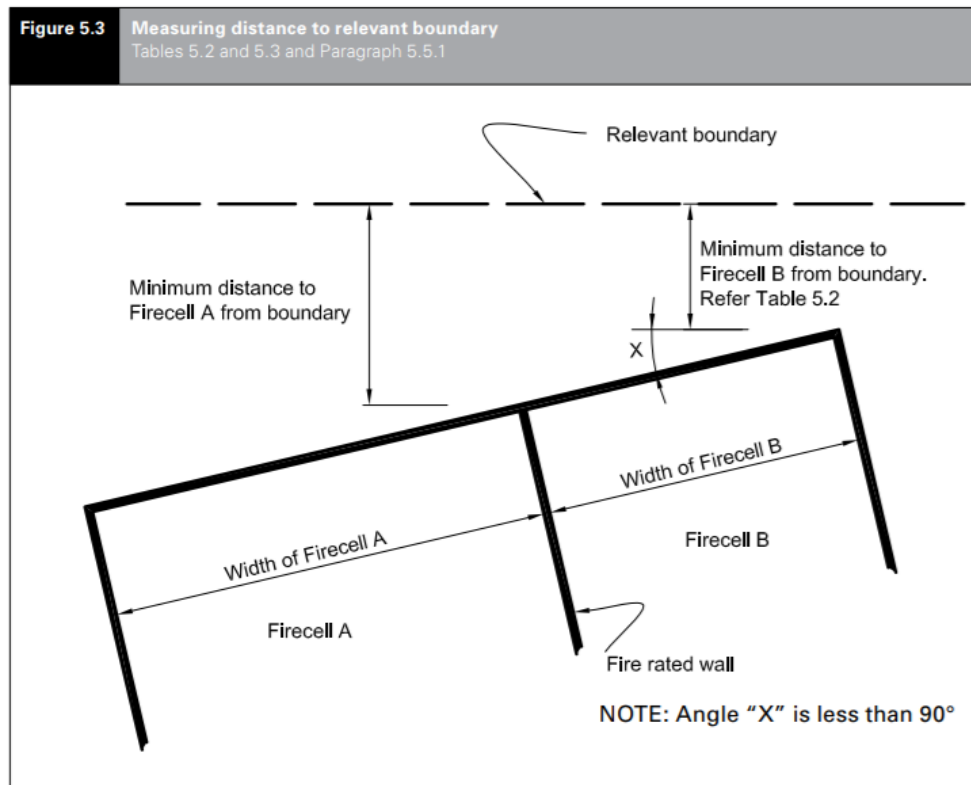 Figure 5.3
Measuring distance to relevant boundary
Tables 5.2 and 5.3 and Paragraph 5.5.1
Relevant boundary
Minimum distance to
Firecell A from boundary
Minimum distance to
Firecell B from boundary.
Refer Table 5.2
X
Width of Firecell B
Width of Firecell A
Firecell B
Firecell A
Fire rated wall
NOTE: Angle “X” is less than 90°